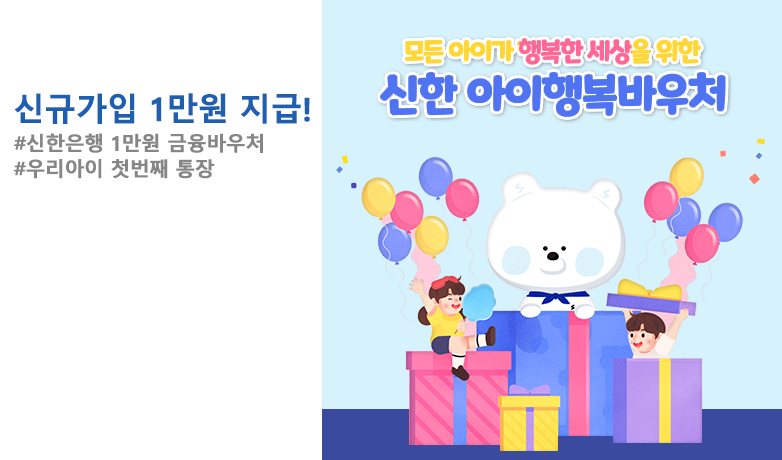 신규가입 1만원 지급!
#신한은행 1만원 금융바우처
#우리아이 첫번째 통장
모든 아이가 행복한 세상을 위한
신한 아이행복바우처